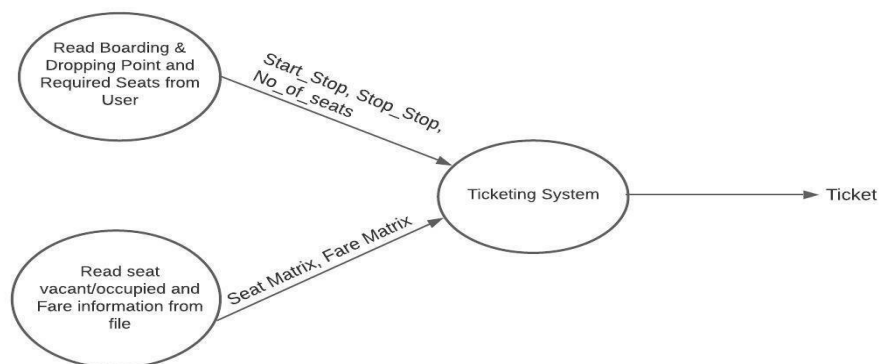 Read Boarding &
Dropping Point and
Required Seats from
User
Start_Stop, Stop_Stop,
No_of_seats
Ticketing System
Ticket
Seat Matrix, Fare Matrix
Read seat
vacant/occupied and
Fare information from
file